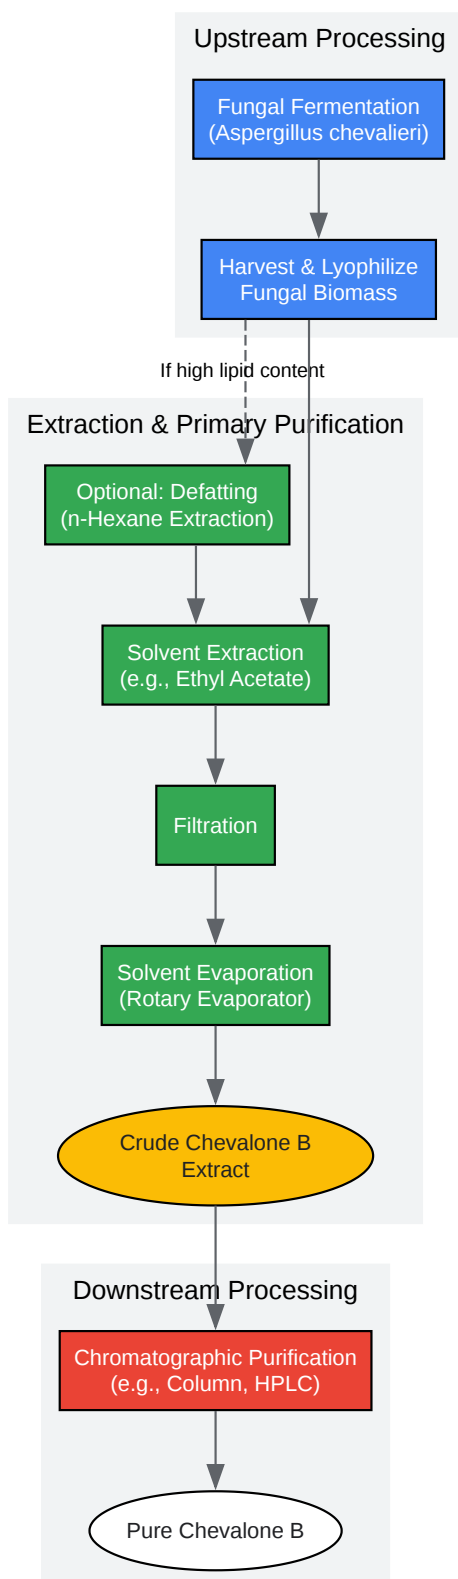 Upstream Processing
Fungal Fermentation
(Aspergillus chevalieri)
Harvest & Lyophilize
Fungal Biomass
If high lipid content
Extraction & Primary Purification
Optional: Defatting
(n-Hexane Extraction)
Solvent Extraction
(e.g., Ethyl Acetate)
Filtration
Solvent Evaporation
(Rotary Evaporator)
Crude Chevalone B
Extract
Downstream Processing
Chromatographic Purification
(e.g., Column, HPLC)
Pure Chevalone B